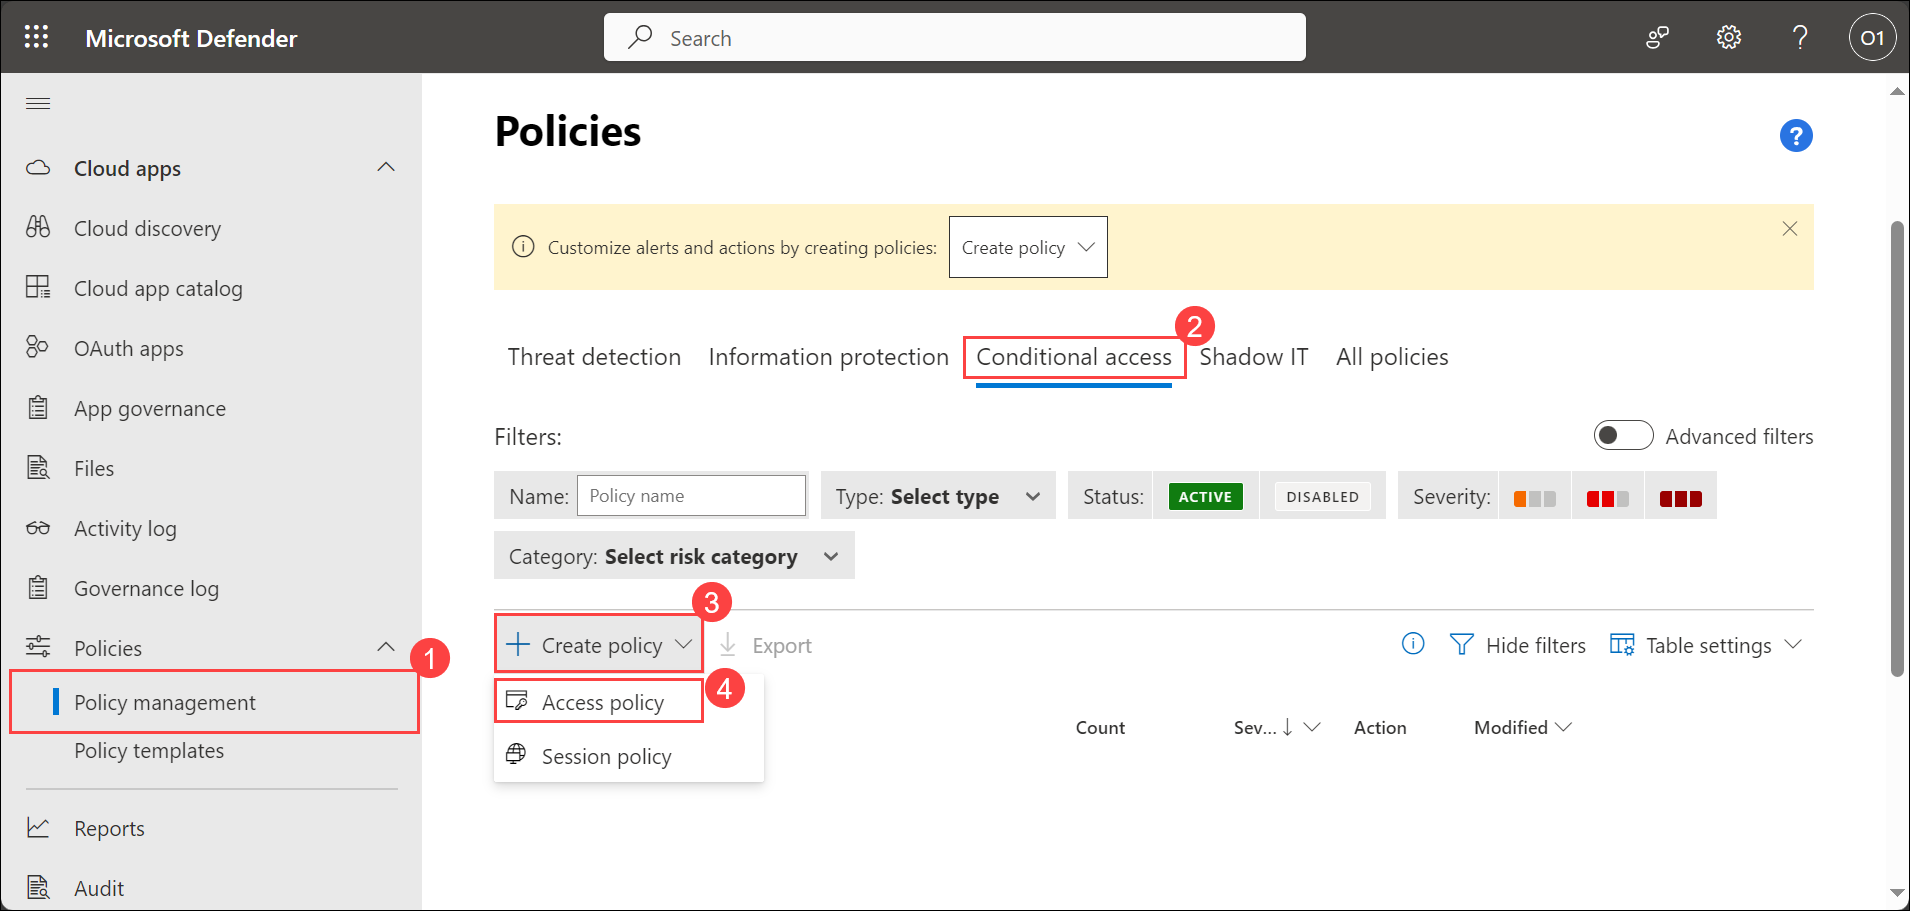 Microsoft Defender
Search
?
O1
Cloud apps
Cloud discovery
Cloud app catalog
OAuth apps
App governance
Files
Activity log
Governance log
Policies
1
Policy management
Policy templates
Reports
Audit
Policies
?
Customize alerts and actions by creating policies: Create policy
2
Threat detection Information protection Conditional access Shadow IT All policies
Filters:
Advanced filters
Name: Policy name Type: Select type Status: ACTIVE DISABLED Severity:
Category: Select risk category
3
Create policy Export Hide filters Table settings
4
Access policy
Session policy
Count Sev... Action Modified